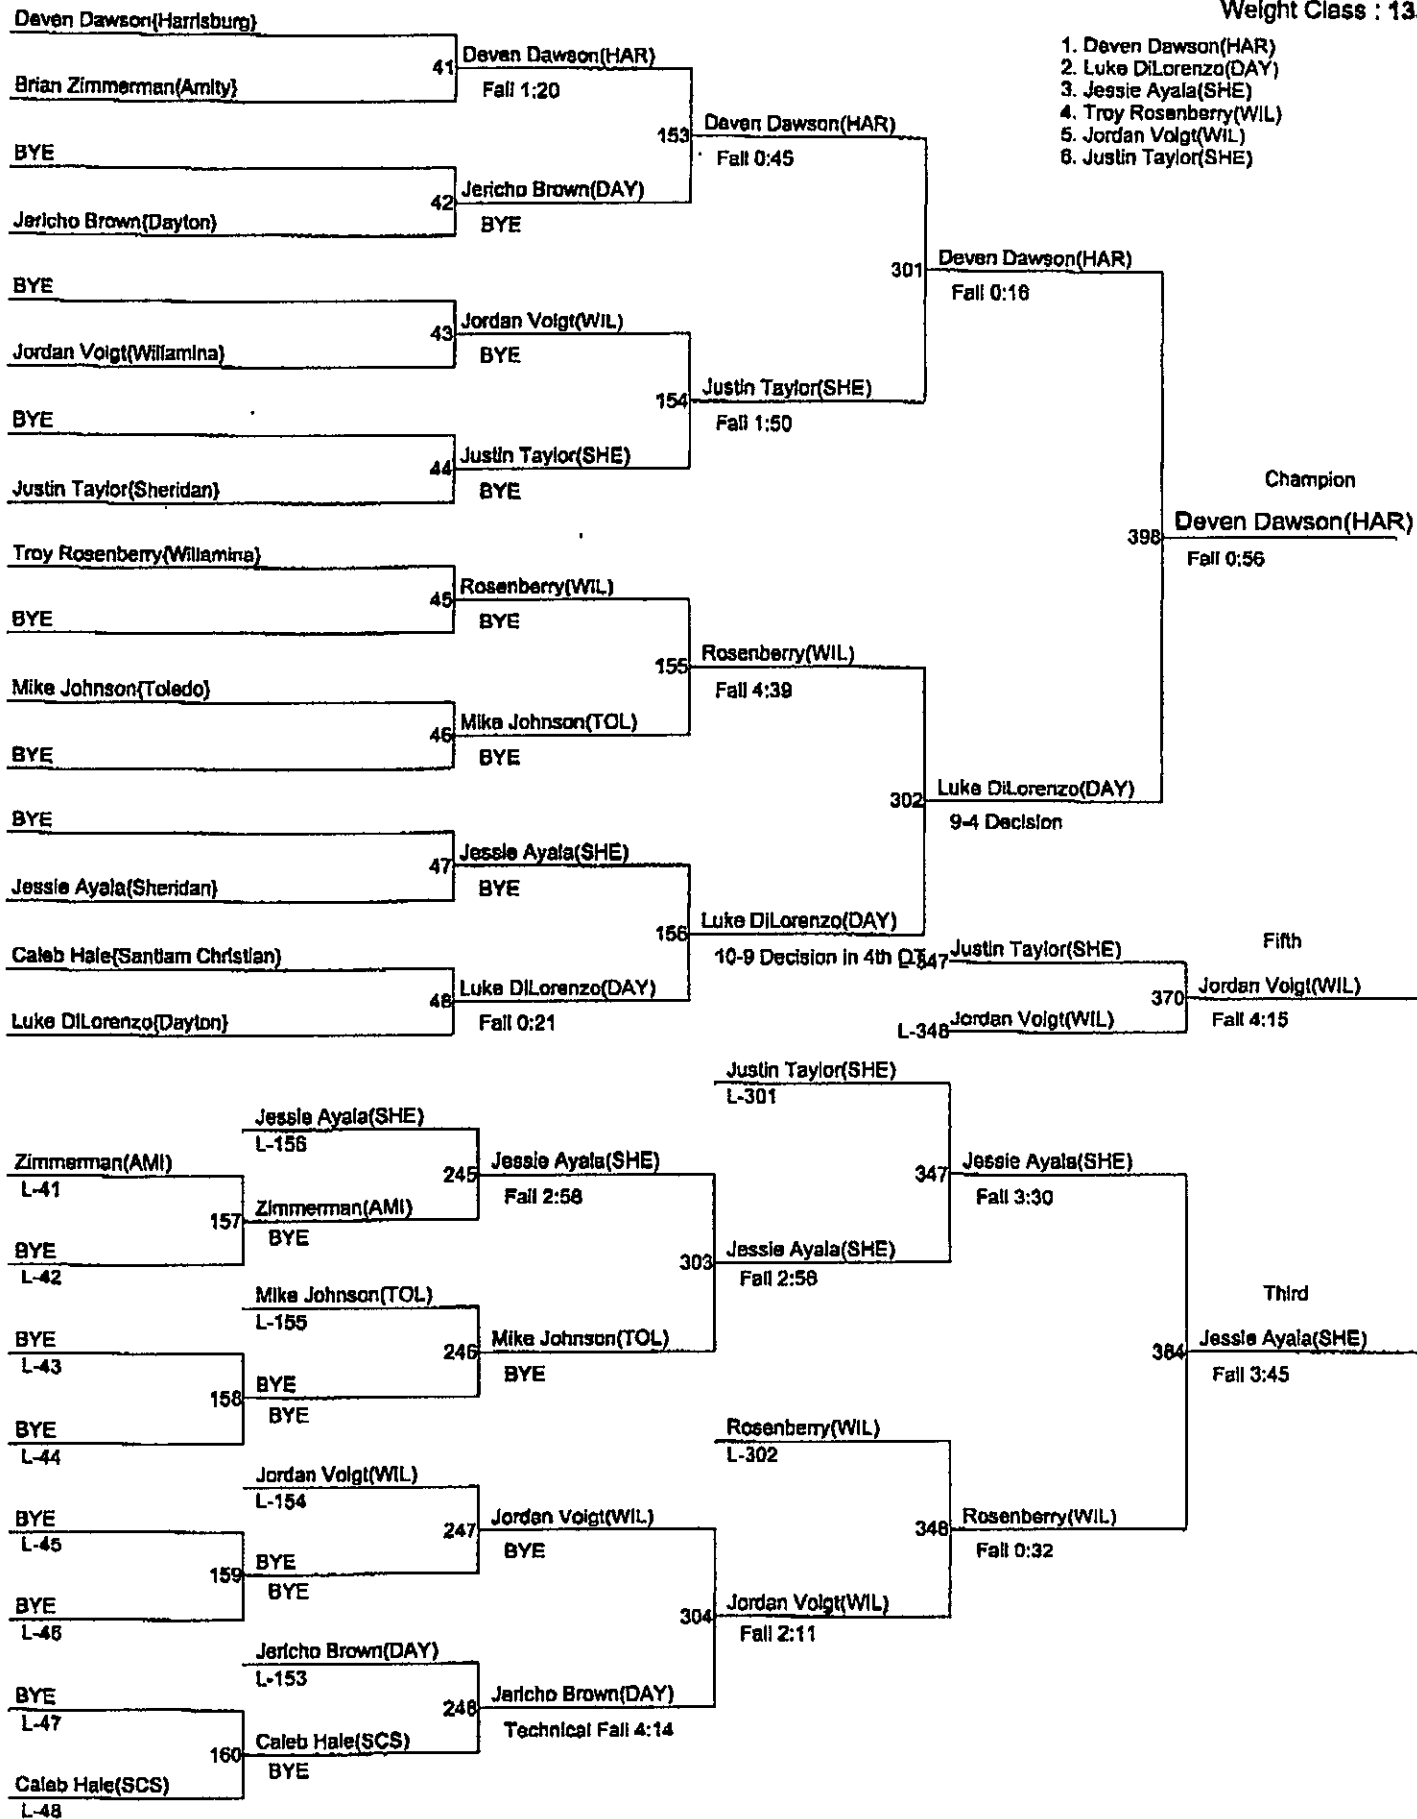 Weight Class : 13
1. Deven Dawson(HAR)
2. Luke DiLorenzo(DAY)
3. Jessie Ayala(SHE)
4. Troy Rosenberry(WIL)
5. Jordan Voigt(WIL)
6. Justin Taylor(SHE)
Deven Dawson(Harrisburg)
41 Deven Dawson(HAR)
Fall 1:20
Brian Zimmerman(Amity)
153 Deven Dawson(HAR)
Fall 0:45
BYE
42 Jericho Brown(DAY)
BYE
Jericho Brown(Dayton)
301 Deven Dawson(HAR)
Fall 0:16
BYE
43 Jordan Voigt(WIL)
BYE
Jordan Voigt(Willamina)
154 Justin Taylor(SHE)
Fall 1:50
BYE
44 Justin Taylor(SHE)
BYE
Justin Taylor(Sheridan)
Champion
398 Deven Dawson(HAR)
Fall 0:56
Troy Rosenberry(Willamina)
45 Rosenberry(WIL)
BYE
BYE
155 Rosenberry(WIL)
Fall 4:39
Mike Johnson(Toledo)
46 Mike Johnson(TOL)
BYE
BYE
302 Luke DiLorenzo(DAY)
9-4 Decision
BYE
47 Jessie Ayala(SHE)
BYE
Jessie Ayala(Sheridan)
156 Luke DiLorenzo(DAY)
10-9 Decision in 4th OT
Caleb Hale(Santiam Christian)
48 Luke DiLorenzo(DAY)
Fall 0:21
Luke DiLorenzo(Dayton)
L-347 Justin Taylor(SHE)
Fifth
370 Jordan Voigt(WIL)
Fall 4:15
L-348 Jordan Voigt(WIL)
Justin Taylor(SHE)
L-301
Jessie Ayala(SHE)
L-156
Zimmerman(AMI)
L-41
245 Jessie Ayala(SHE)
Fall 2:58
347 Jessie Ayala(SHE)
Fall 3:30
157 Zimmerman(AMI)
BYE
BYE
L-42
303 Jessie Ayala(SHE)
Fall 2:58
Mike Johnson(TOL)
L-155
Third
BYE
L-43
246 Mike Johnson(TOL)
BYE
384 Jessie Ayala(SHE)
Fall 3:45
158 BYE
BYE
BYE
L-44
Rosenberry(WIL)
L-302
Jordan Voigt(WIL)
L-154
BYE
L-45
247 Jordan Voigt(WIL)
BYE
348 Rosenberry(WIL)
Fall 0:32
159 BYE
BYE
BYE
L-46
304 Jordan Voigt(WIL)
Fall 2:11
Jericho Brown(DAY)
L-153
BYE
L-47
248 Jericho Brown(DAY)
Technical Fall 4:14
160 Caleb Hale(SCS)
BYE
Caleb Hale(SCS)
L-48